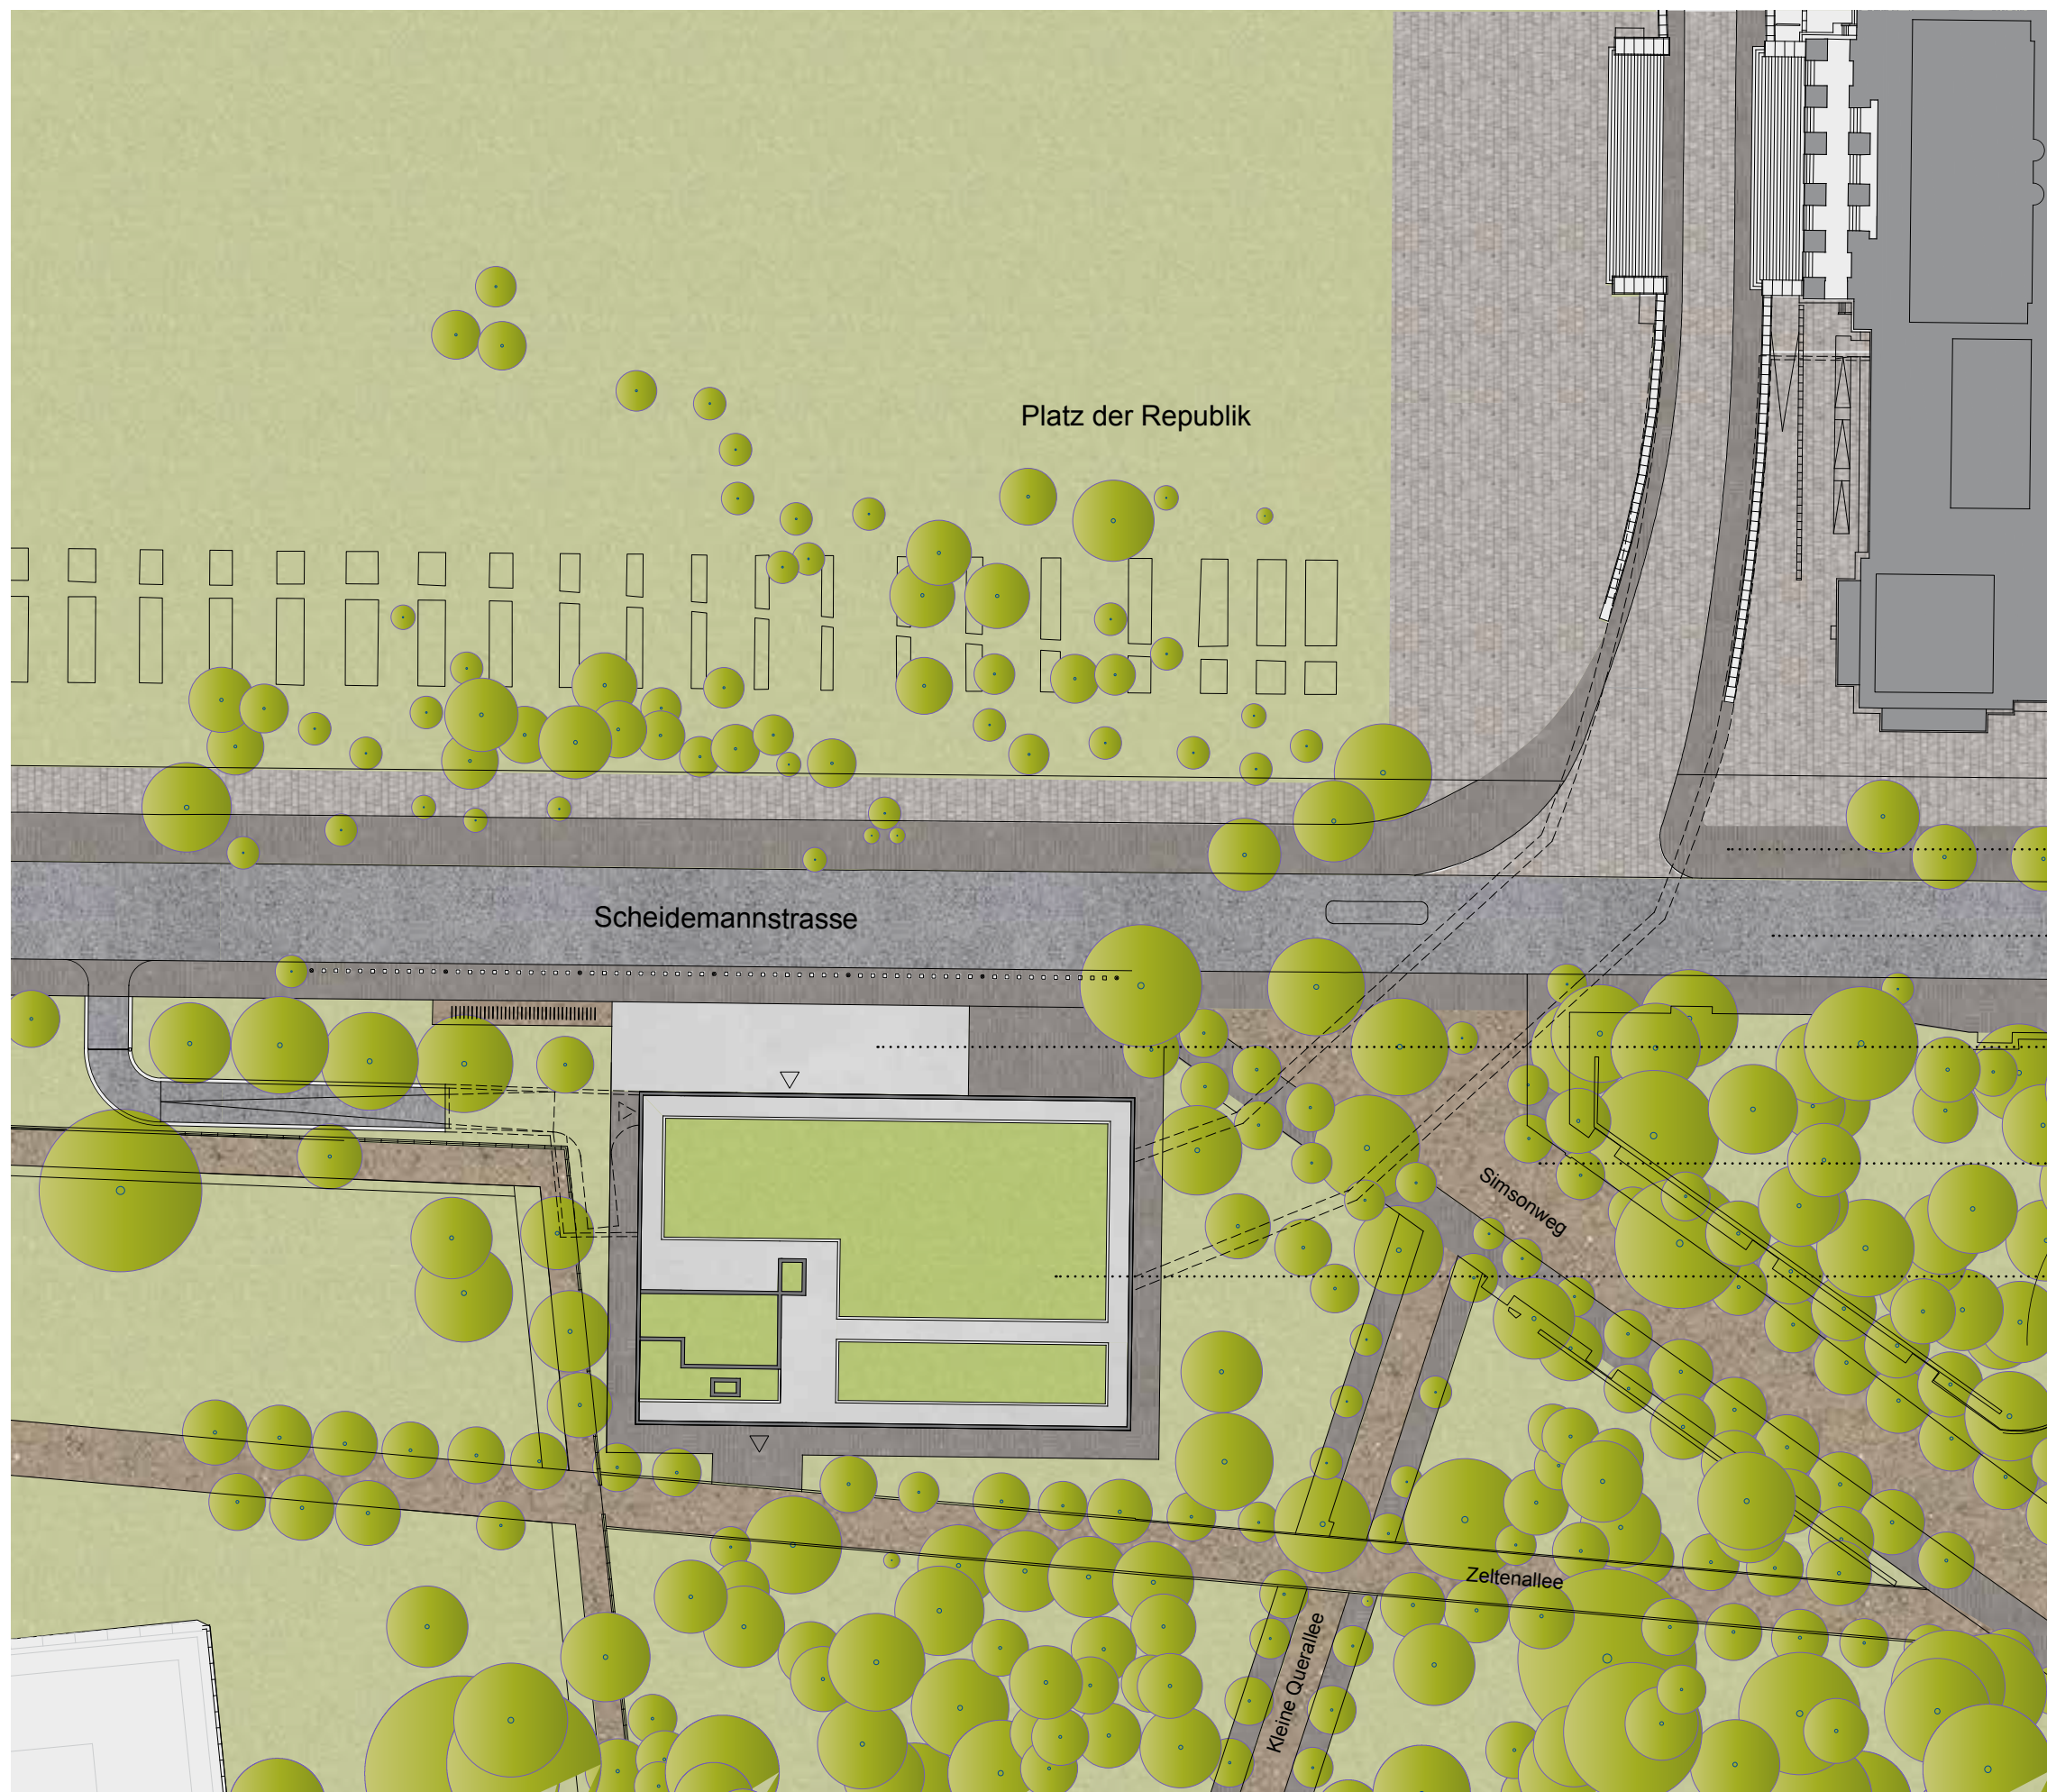 Platz der Republik
Scheidemannstrasse
Simsonweg
Zeltenallee
Kleine Querallee